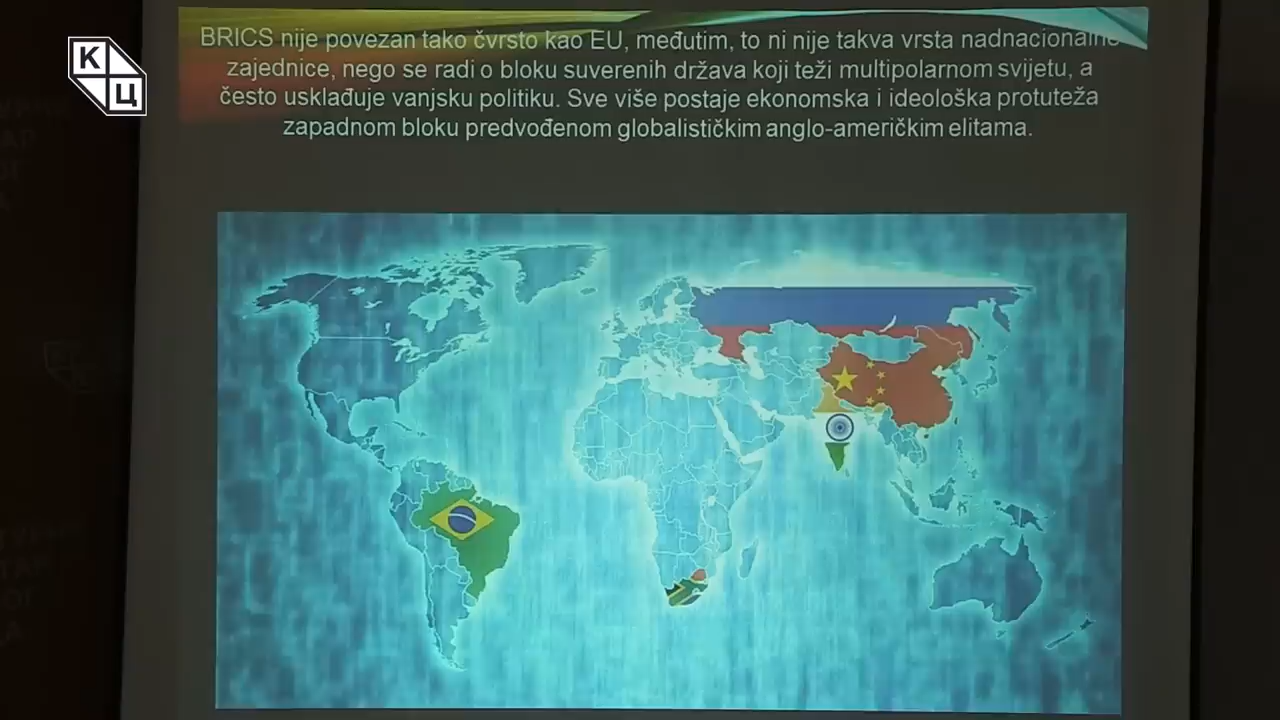 К
Ц
BRICS nije povezan tako čvrsto kao EU, međutim, to ni nije takva vrsta nadnacionalne
zajednice, nego se radi o bloku suverenih država koji teži multipolarnom svijetu, a
često usklađuje vanjsku politiku. Sve više postaje ekonomska i ideološka protuteža
zapadnom bloku predvođenom globalističkim anglo-američkim elitama.